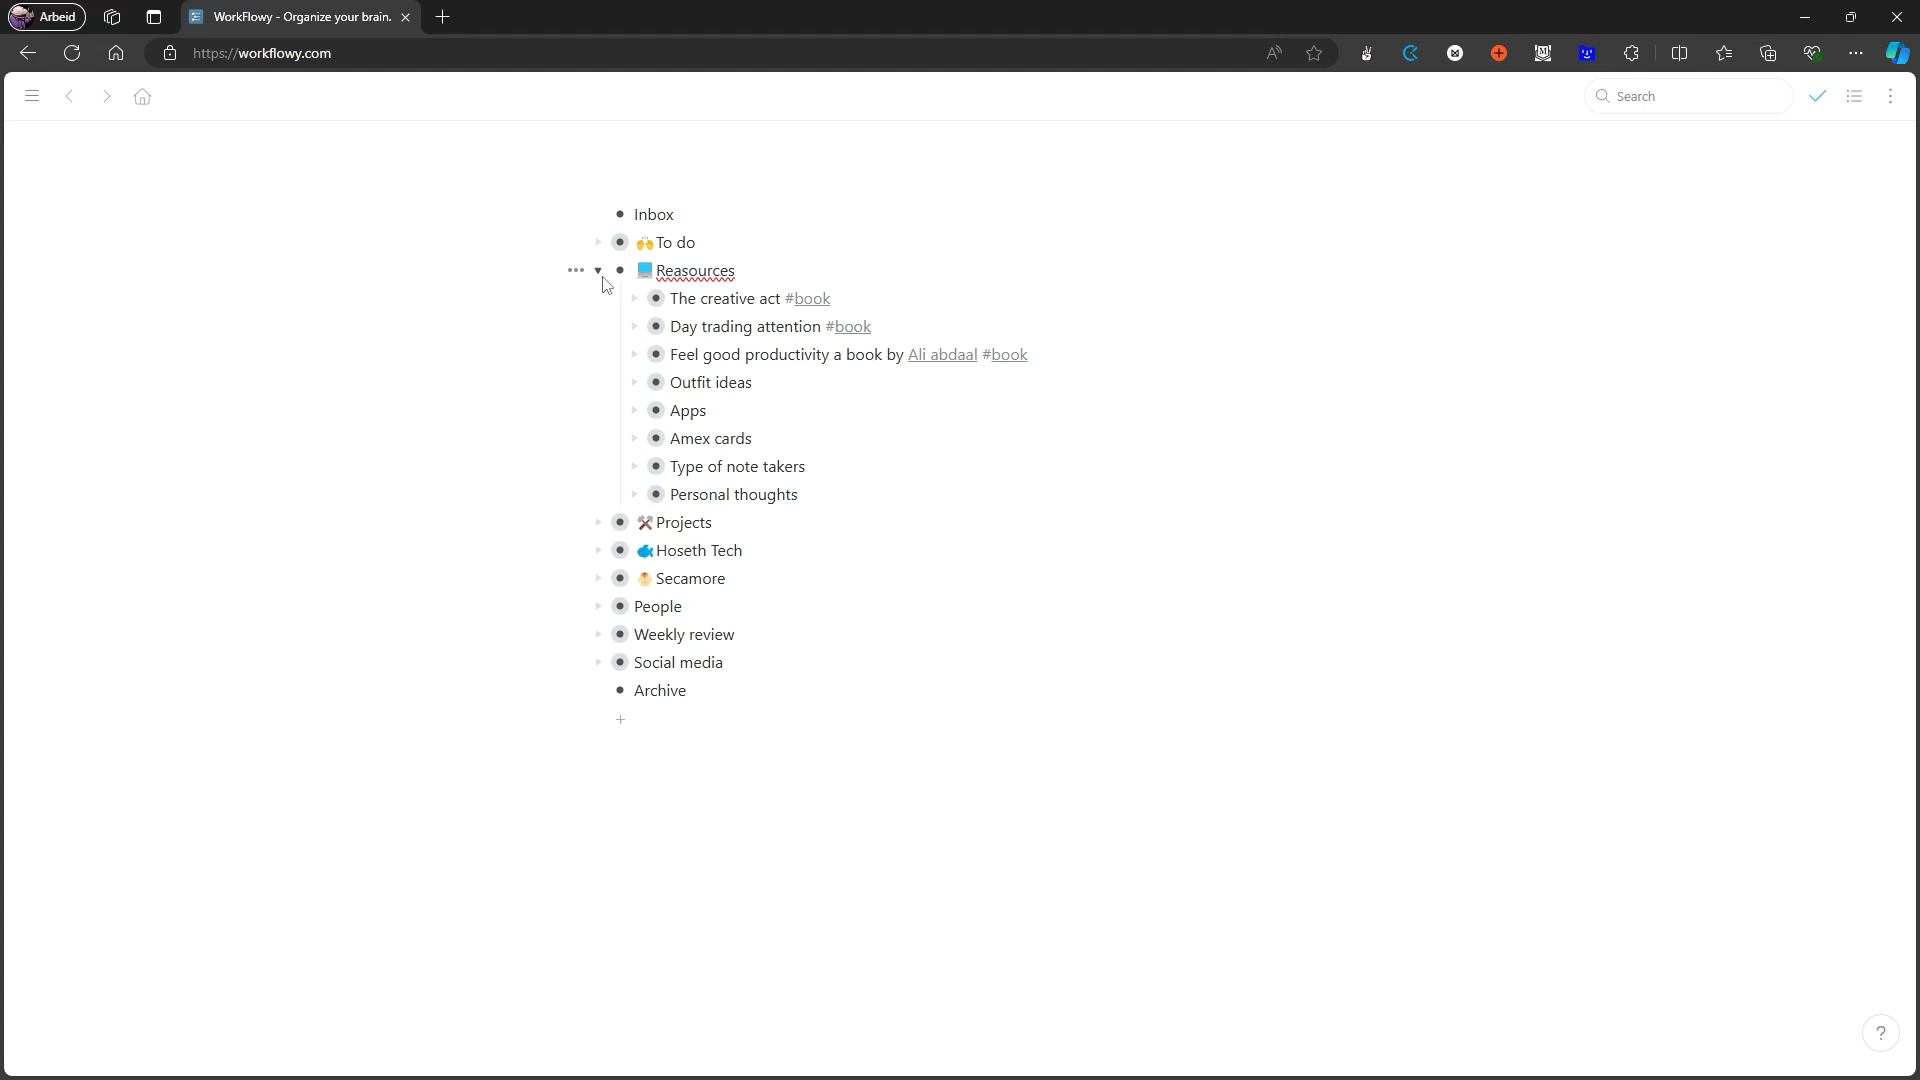 Arbeid
WorkFlowy - Organize your brain.
https://workflowy.com
Search
Inbox
🙌To do
💻Reasources
The creative act #book
Day trading attention #book
Feel good productivity a book by Ali abdaal #book
Outfit ideas
Apps
Amex cards
Type of note takers
Personal thoughts
⚒️Projects
🐟Hoseth Tech
Secamore
People
Weekly review
Social media
Archive
?